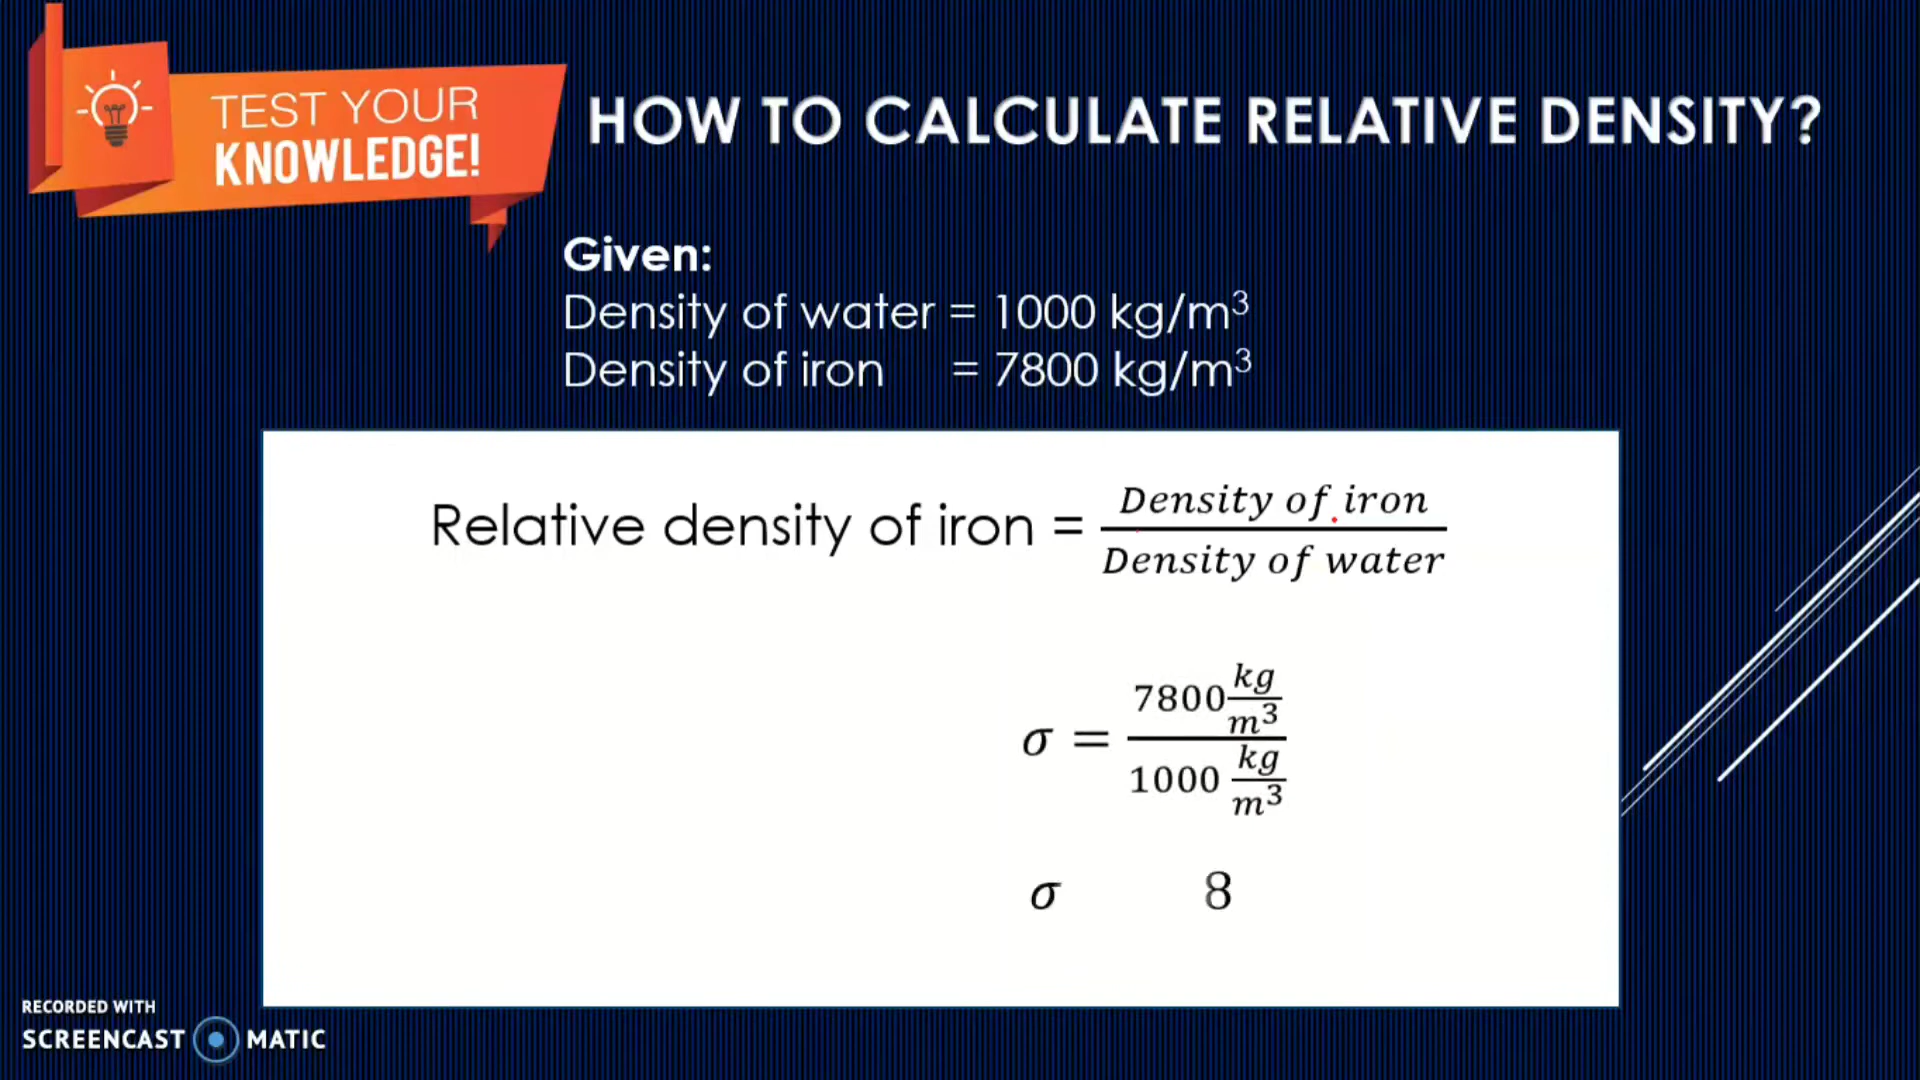 TEST YOUR
KNOWLEDGE!
HOW TO CALCULATE RELATIVE DENSITY?
Given:
Density of water = 1000 kg/m³
Density of iron = 7800 kg/m³
Relative density of iron = Density of iron / Density of water
σ = 7800 kg/m³ / 1000 kg/m³
σ 8
RECORDED WITH
SCREENCAST MATIC